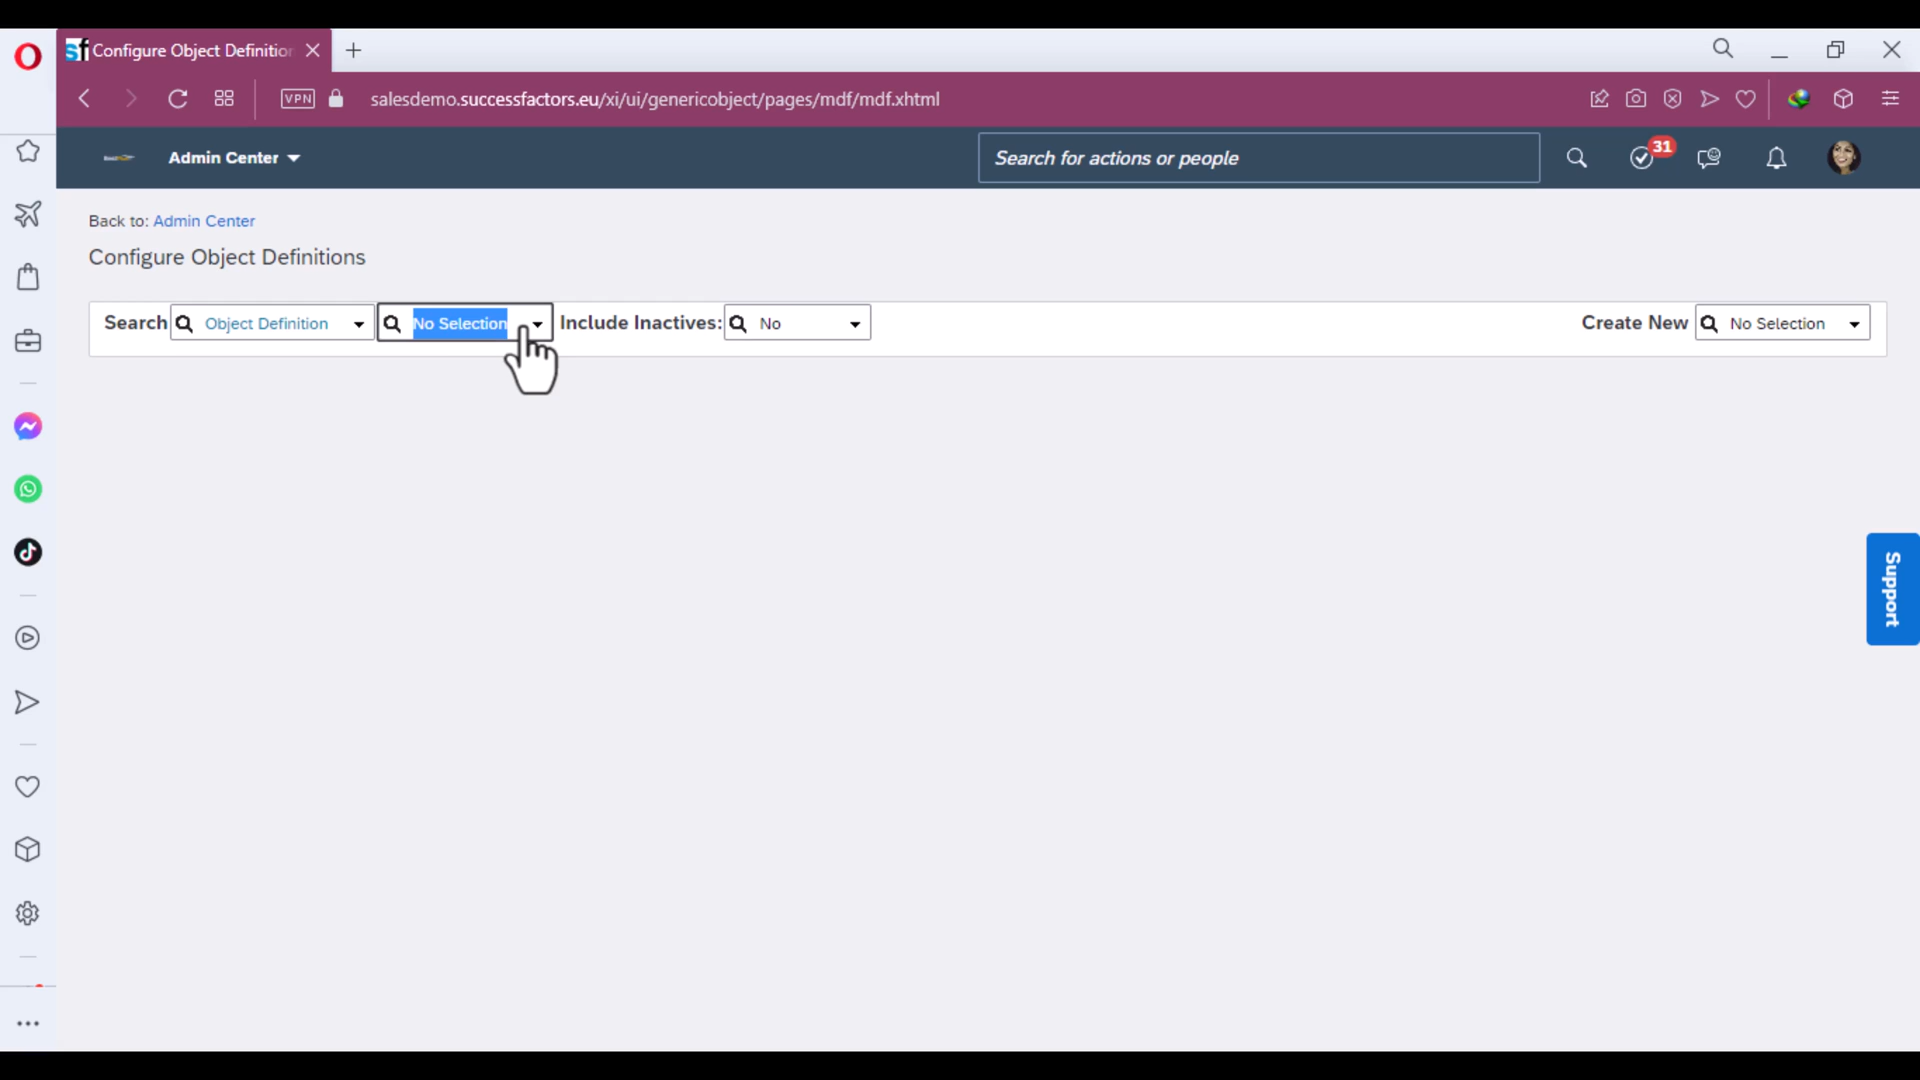 sf Configure Object Definition
VPN salesdemo.successfactors.eu/xi/ui/genericobject/pages/mdf/mdf.xhtml
Admin Center
Search for actions or people
31
Back to: Admin Center
Configure Object Definitions
Search Object Definition No Selection Include Inactives: No Create New No Selection
Support